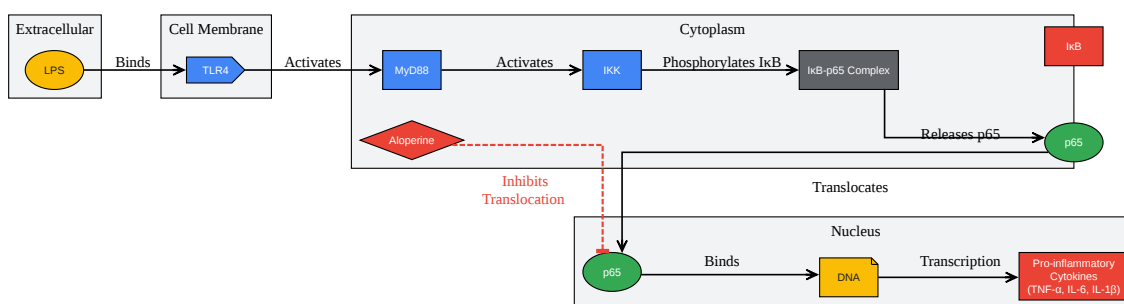 Extracellular
Cell Membrane
Cytoplasm
LPS
Binds
TLR4
Activates
MyD88
Activates
IKK
Phosphorylates IκB
IκB-p65 Complex
IκB
Aloperine
Releases p65
p65
Inhibits
Translocation
Translocates
Nucleus
p65
Binds
DNA
Transcription
Pro-inflammatory
Cytokines
(TNF-α, IL-6, IL-1β)